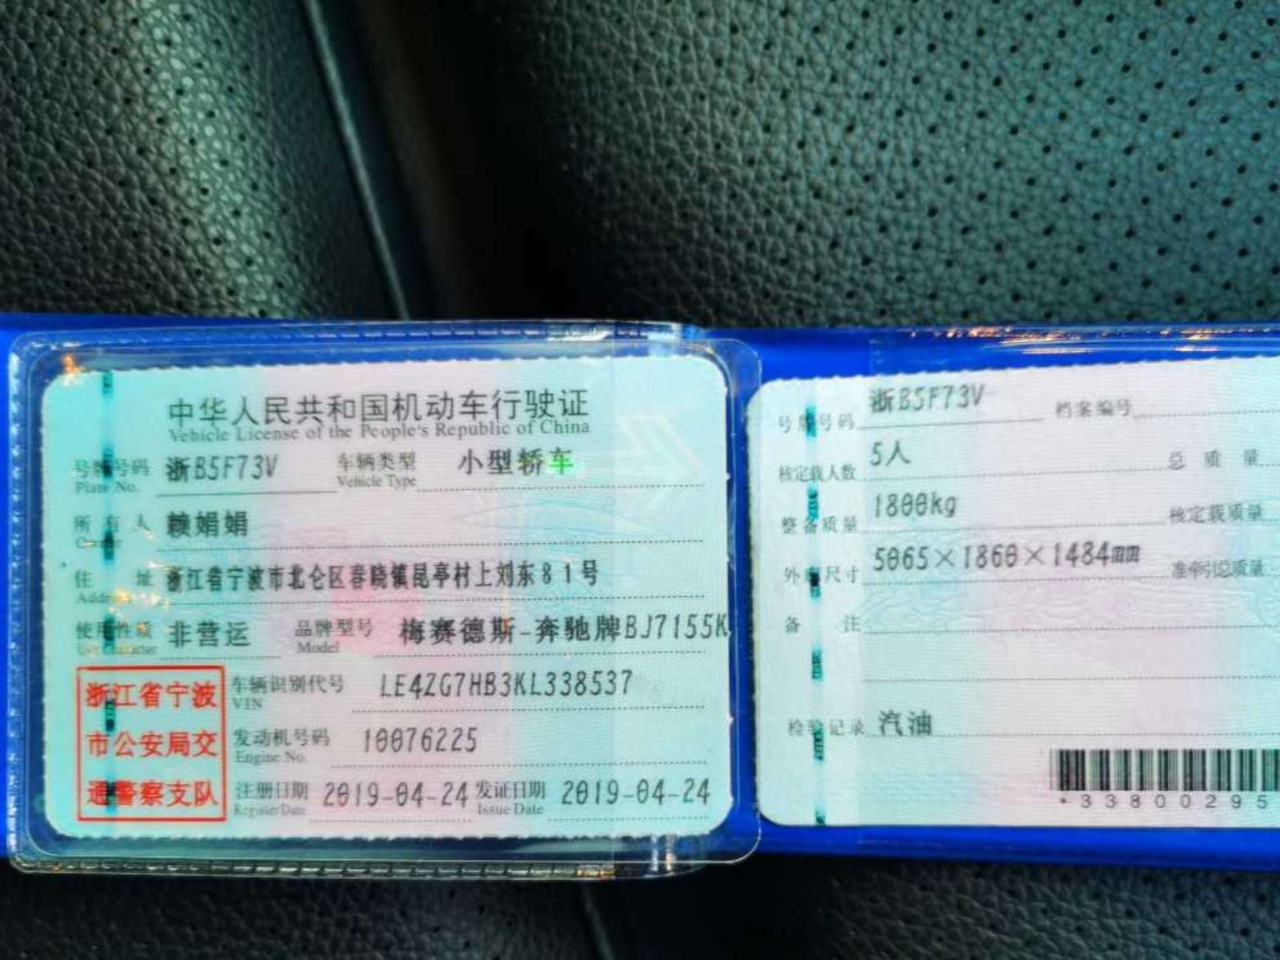 中华人民共和国机动车行驶证
Vehicle License of the People's Republic of China
号牌号码 浙B5F73V 车辆类型 小型轿车
Plate No. Vehicle Type
所有人 赖娟娟
住址 浙江省宁波市北仑区春晓镇昆亭村上刘东81号
使用性质 非营运 品牌型号 梅赛德斯-奔驰牌BJ7155K
Use Character Model
浙江省宁波
市公安局交
通警察支队
车辆识别代号 LE4ZG7HB3KL338537
VIN
发动机号码 10076225
Engine No.
注册日期 2019-04-24 发证日期 2019-04-24
Register Date Issue Date
号牌号码 浙B5F73V 档案编号
核定载人数 5人 总质量
整备质量 1800kg 核定载质量
外廓尺寸 5065×1860×1484mm 准牵引总质量
备注
检验记录 汽油
*33800295